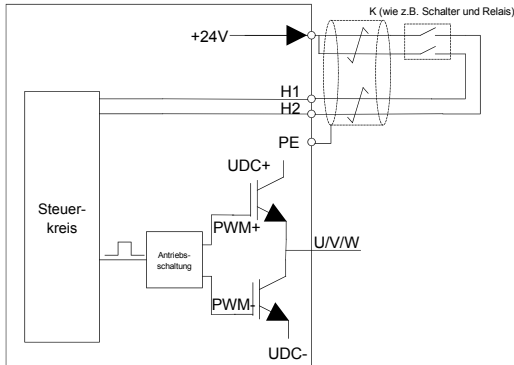 K (wie z.B. Schalter und Relais)
+24V
H1
H2
PE
UDC+
Steuer-
kreis
PWM+
Antriebs-
schaltung
U/V/W
PWM-
UDC-